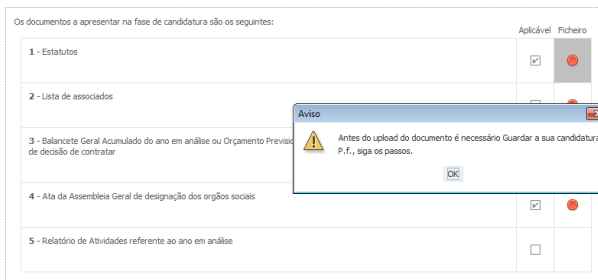 Os documentos a apresentar na fase de candidatura são os seguintes:
Aplicável Ficheiro
1 - Estatutos
2 - Lista de associados
Aviso
3 - Balancete Geral Acumulado do ano em análise ou Orçamento
de decisão de contratar
Antes do upload do documento é necessário Guardar a sua candidatura
P.f., siga os passos.
OK
4 - Ata da Assembleia Geral de designação dos orgãos sociais
5 - Relatório de Atividades referente ao ano em análise